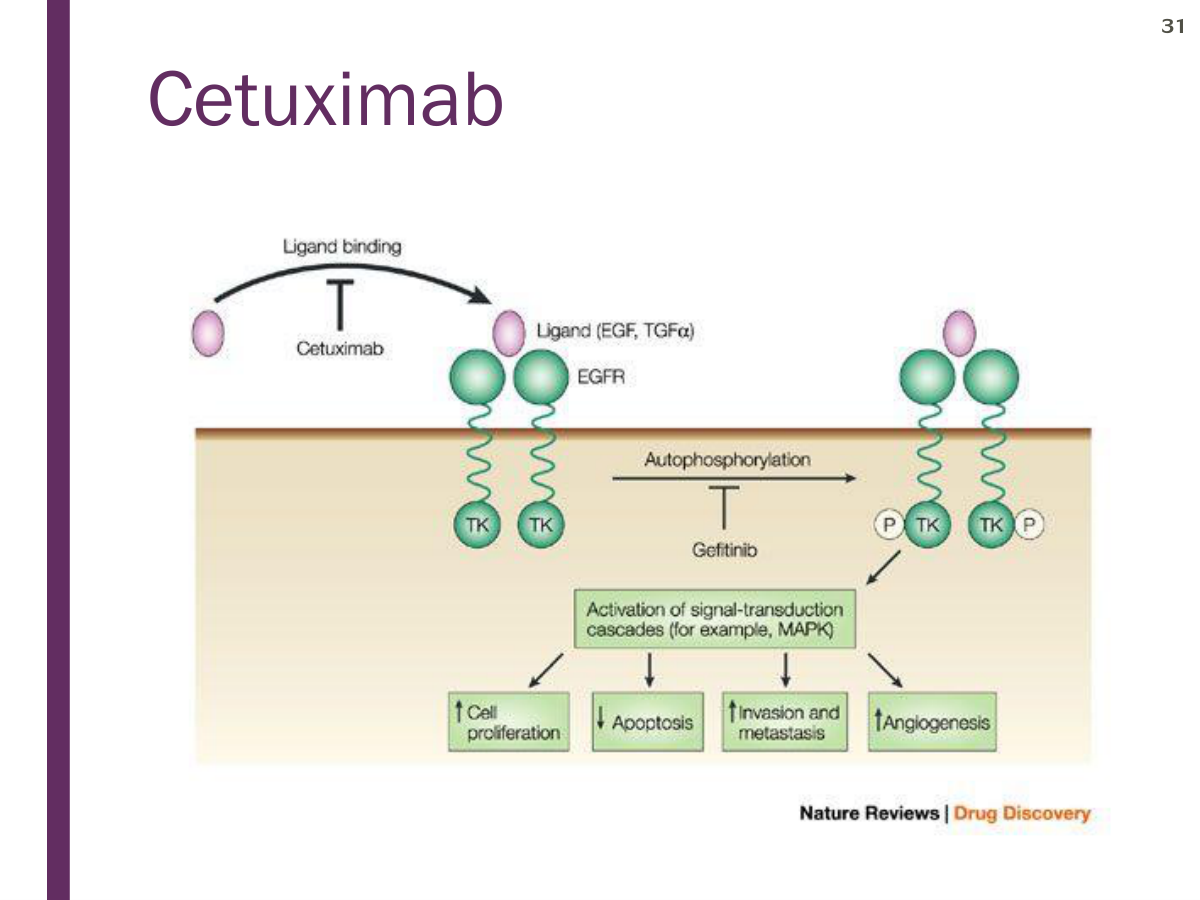 31
Cetuximab
Ligand binding
Cetuximab
Ligand (EGF, TGFα)
EGFR
Autophosphorylation
Gefitinib
TK
TK
P
TK
TK
P
Activation of signal-transduction
cascades (for example, MAPK)
↑ Cell
proliferation
↓ Apoptosis
↑ Invasion and
metastasis
↑ Angiogenesis
Nature Reviews | Drug Discovery